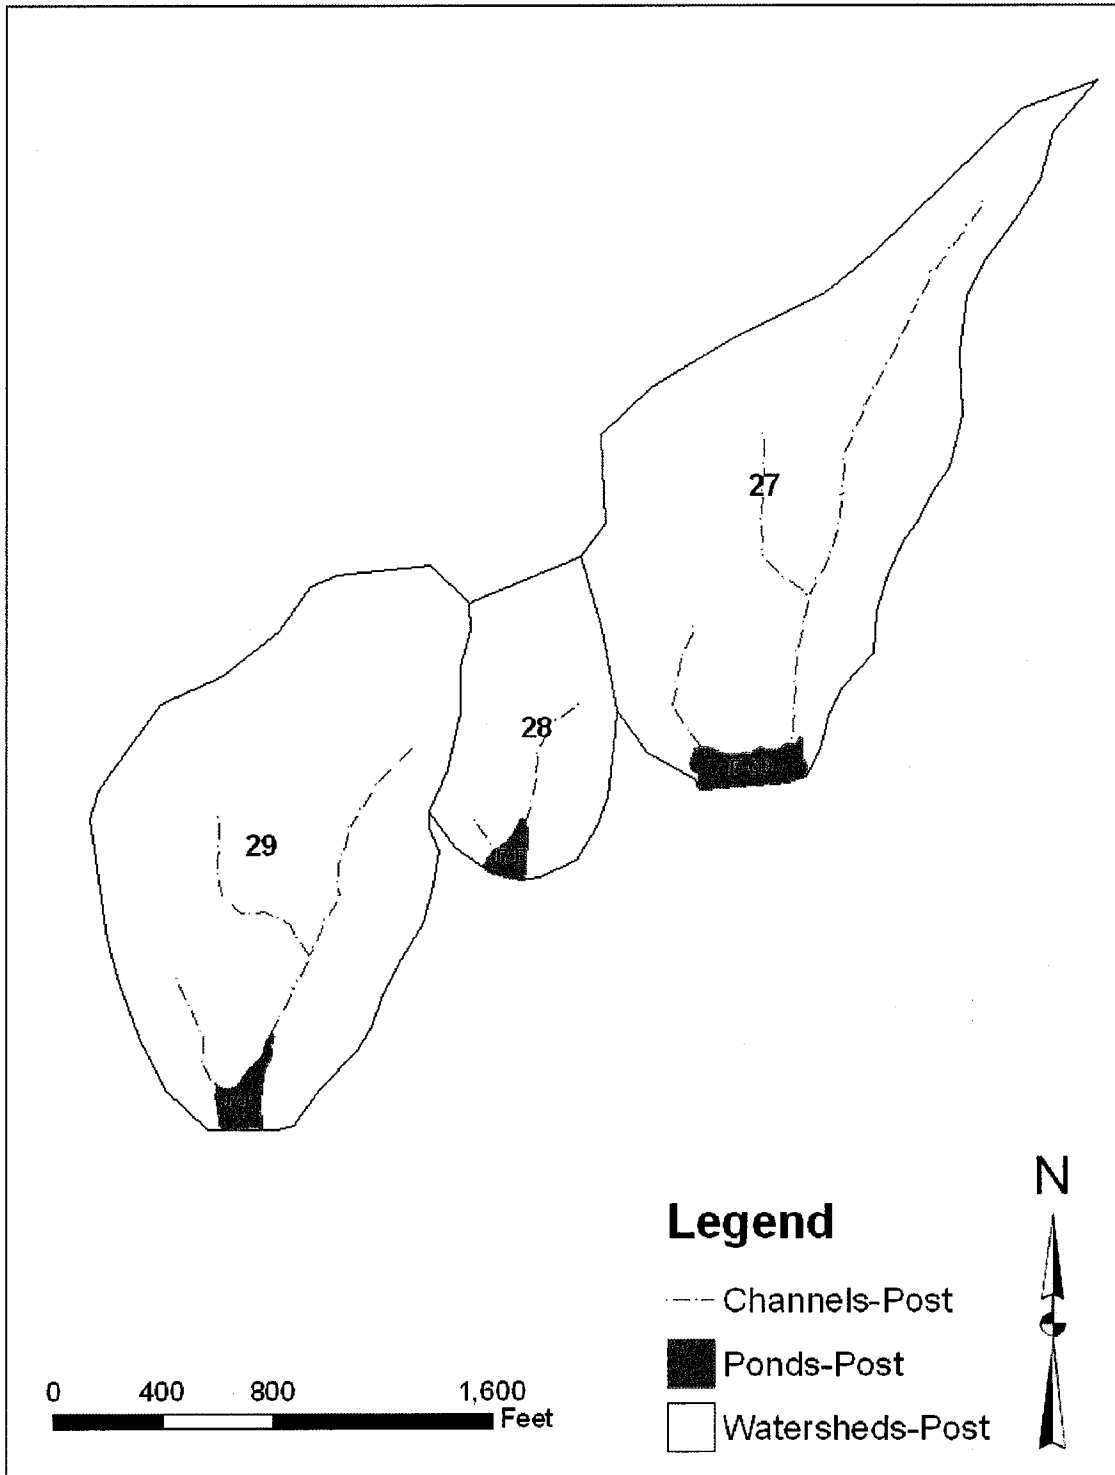 27
28
29
N
Legend
Channels-Post
Ponds-Post
Watersheds-Post
0 400 800 1,600
Feet